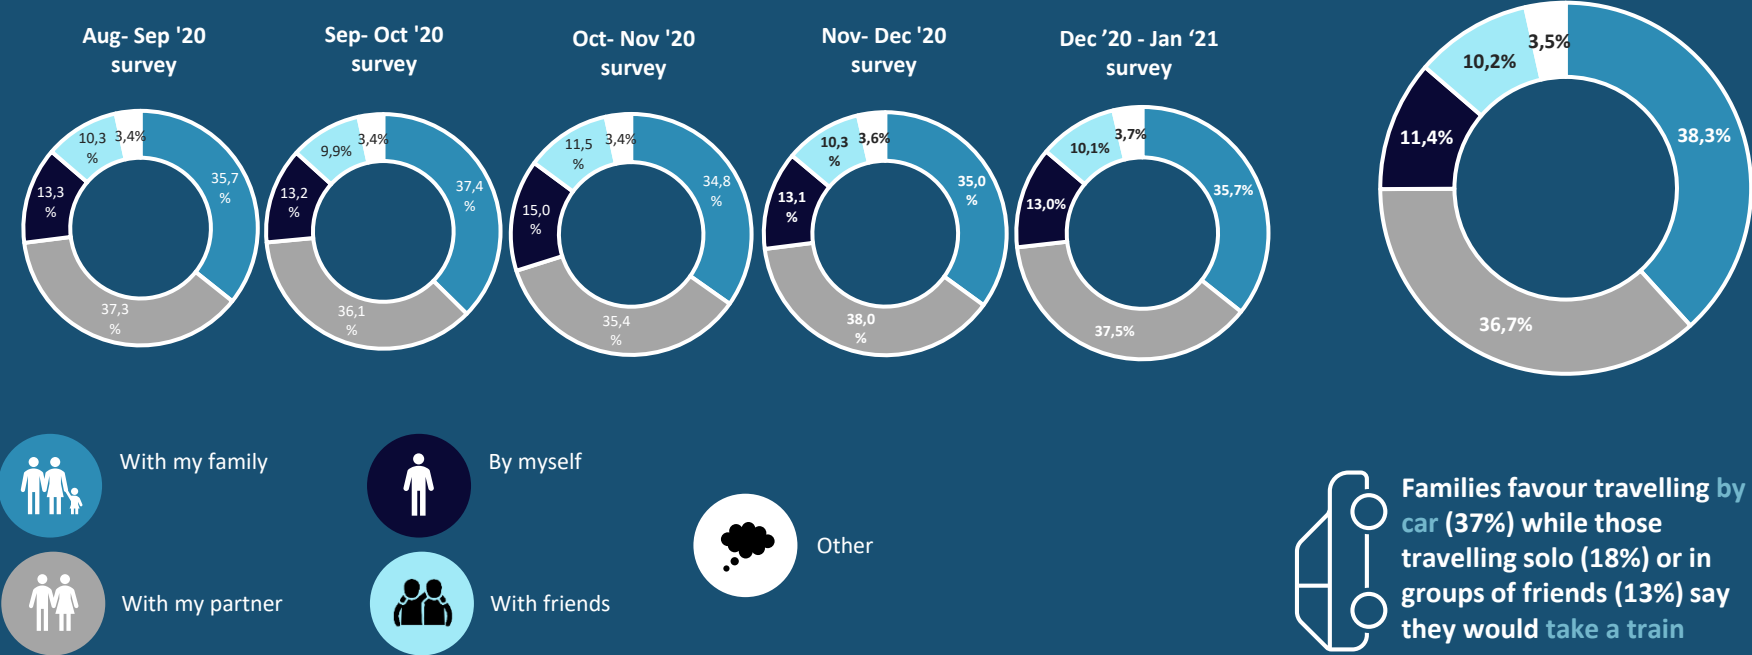 Aug- Sep '20
survey
3,4%
10,3
%
13,3
%
35,7
%
37,3
%
Sep- Oct '20
survey
3,4%
9,9%
13,2
%
37,4
%
36,1
%
Oct- Nov '20
survey
3,4%
11,5
%
15,0
%
34,8
%
35,4
%
Nov- Dec '20
survey
3,6%
10,3
%
13,1
%
35,0
%
38,0
%
Dec ’20 - Jan ‘21
survey
3,7%
10,1%
13,0%
35,7%
37,5%
3,5%
10,2%
11,4%
38,3%
36,7%
With my family
By myself
Other
With my partner
With friends
Families favour travelling by
car (37%) while those
travelling solo (18%) or in
groups of friends (13%) say
they would take a train